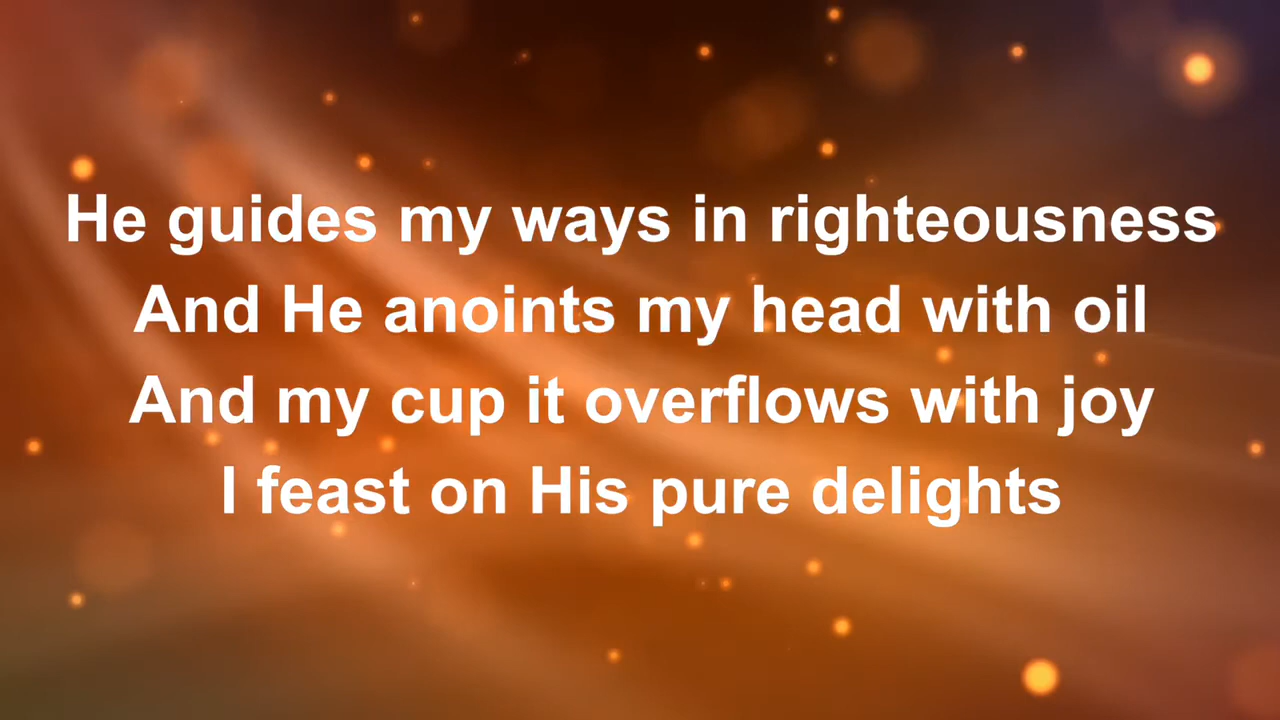 He guides my ways in righteousness
And He anoints my head with oil
And my cup it overflows with joy
I feast on His pure delights